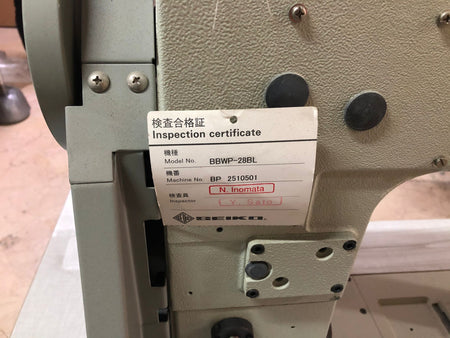 検査合格証
Inspection certificate
機種
Model No. BBWP-28BL
機番
Machine No. BP 2510501
検査員
Inspector
N. Inomata
Y. Sato
SEIKO